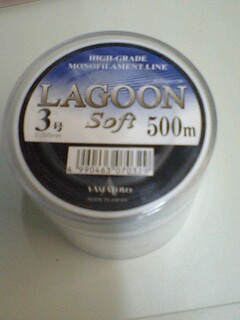 HIGH-GRADE
MONOFILAMENT LINE
LAGOON
3号 Soft 500m
YAMATOYO